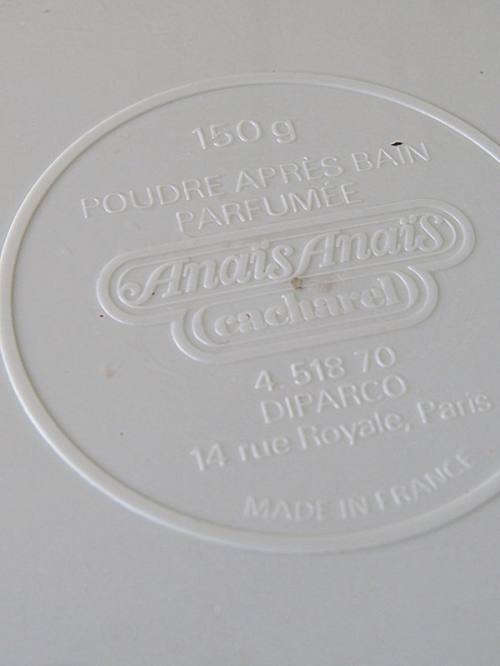 150 g
POUDRE APRÈS BAIN
PARFUMÉE
Anaïs Anaïs
cacharel
4 518 70
DIPARCO
14 rue Royale, Paris
MADE IN FRANCE